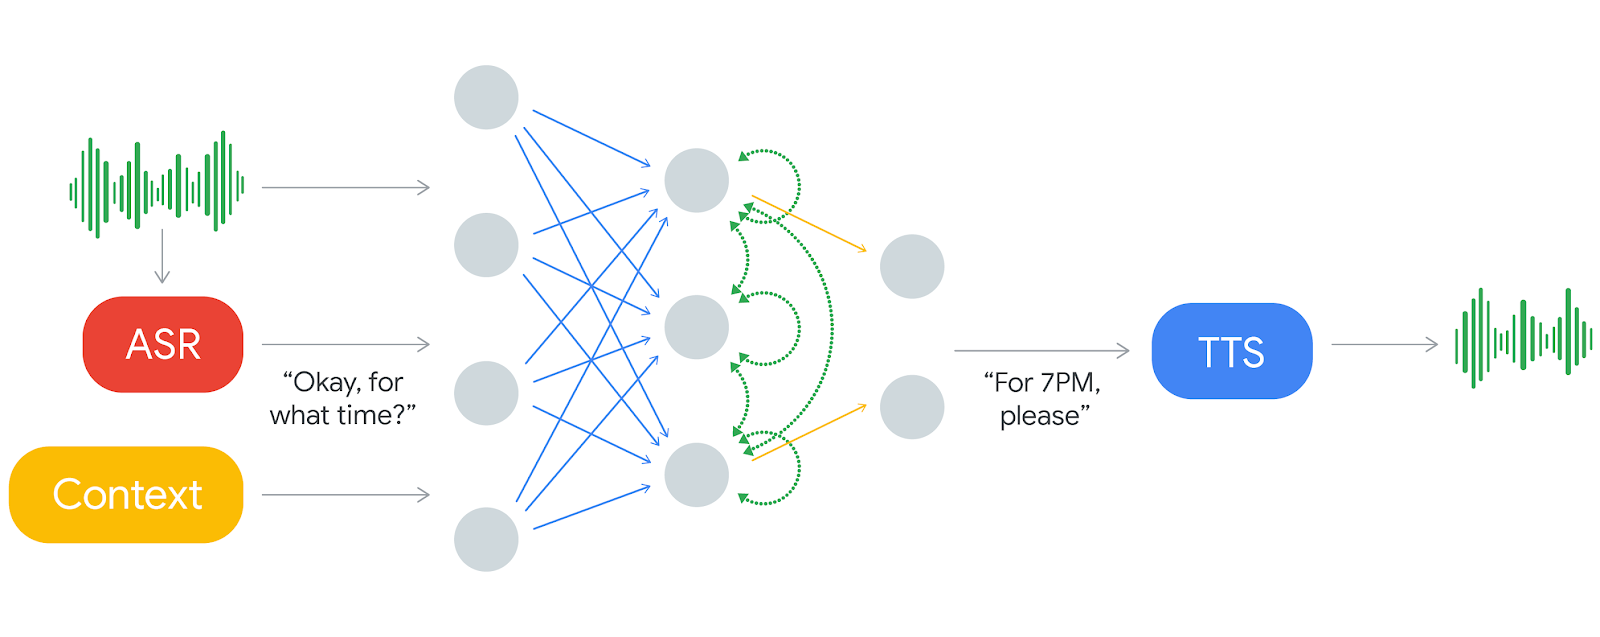 ASR
“Okay, for
what time?”
Context
“For 7PM,
please”
TTS